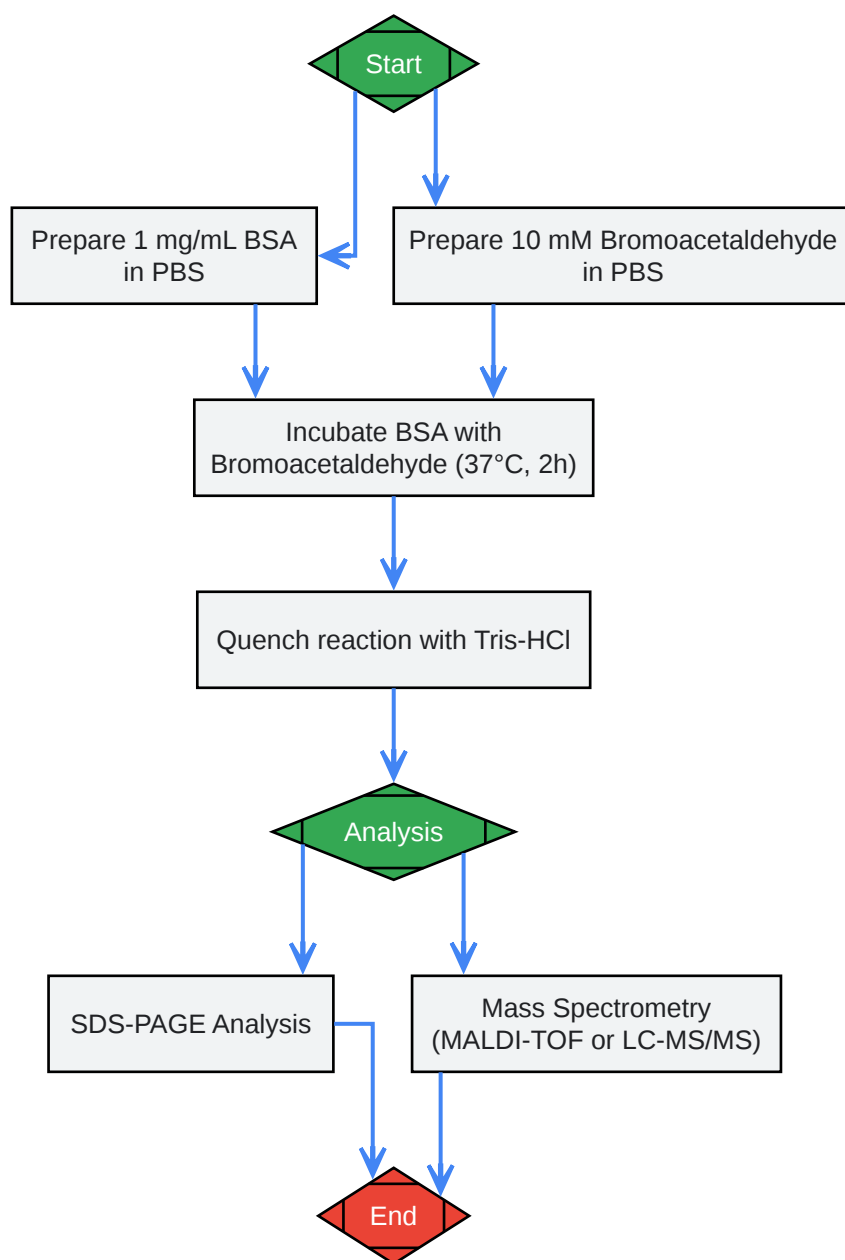 Start
Prepare 1 mg/mL BSA
in PBS
Prepare 10 mM Bromoacetaldehyde
in PBS
Incubate BSA with
Bromoacetaldehyde (37°C, 2h)
Quench reaction with Tris-HCl
Analysis
SDS-PAGE Analysis
Mass Spectrometry
(MALDI-TOF or LC-MS/MS)
End